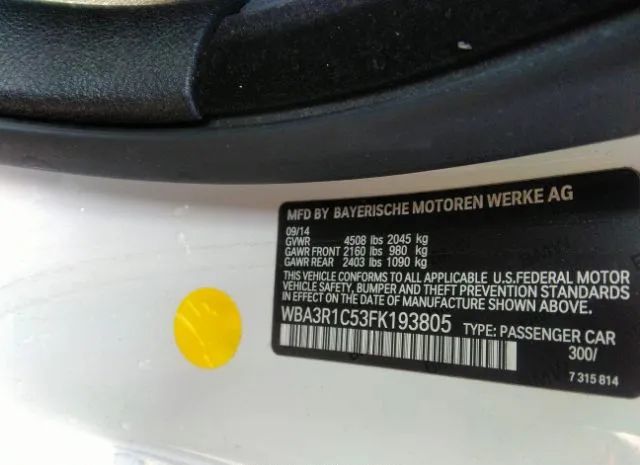 MFD BY BAYERISCHE MOTOREN WERKE AG
09/14
GVWR 4508 lbs 2045 kg
GAWR FRONT 2160 lbs 980 kg
GAWR REAR 2403 lbs 1090 kg
THIS VEHICLE CONFORMS TO ALL APPLICABLE U.S.FEDERAL MOTOR
VEHICLE SAFETY, BUMPER AND THEFT PREVENTION STANDARDS
IN EFFECT ON THE DATE OF MANUFACTURE SHOWN ABOVE.
WBA3R1C53FK193805 TYPE: PASSENGER CAR
300/
7 315 814